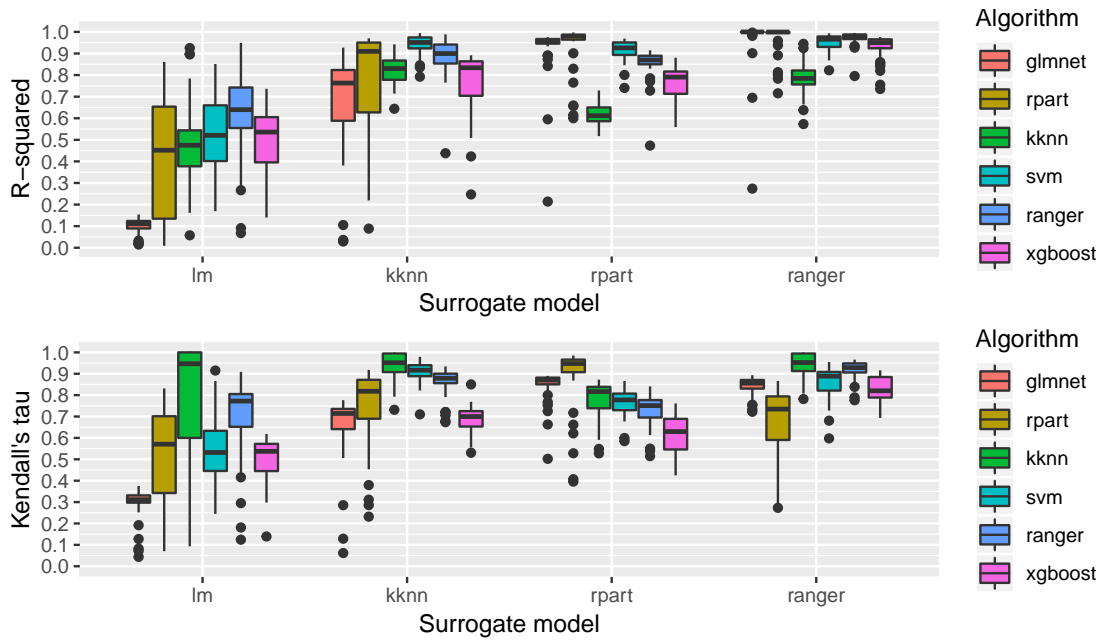 R-squared
1.0
0.9
0.8
0.7
0.6
0.5
0.4
0.3
0.2
0.1
0.0
lm kknn rpart ranger
Surrogate model
Algorithm
glmnet
rpart
kknn
svm
ranger
xgboost
Kendall's tau
1.0
0.9
0.8
0.7
0.6
0.5
0.4
0.3
0.2
0.1
0.0
lm kknn rpart ranger
Surrogate model
Algorithm
glmnet
rpart
kknn
svm
ranger
xgboost